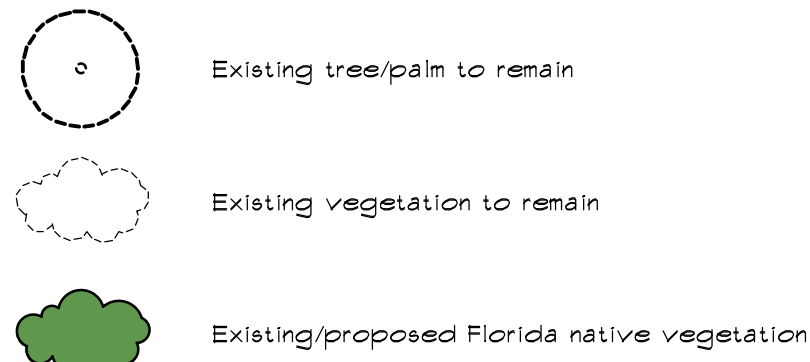 Existing tree/palm to remain
Existing vegetation to remain
Existing/proposed Florida native vegetation